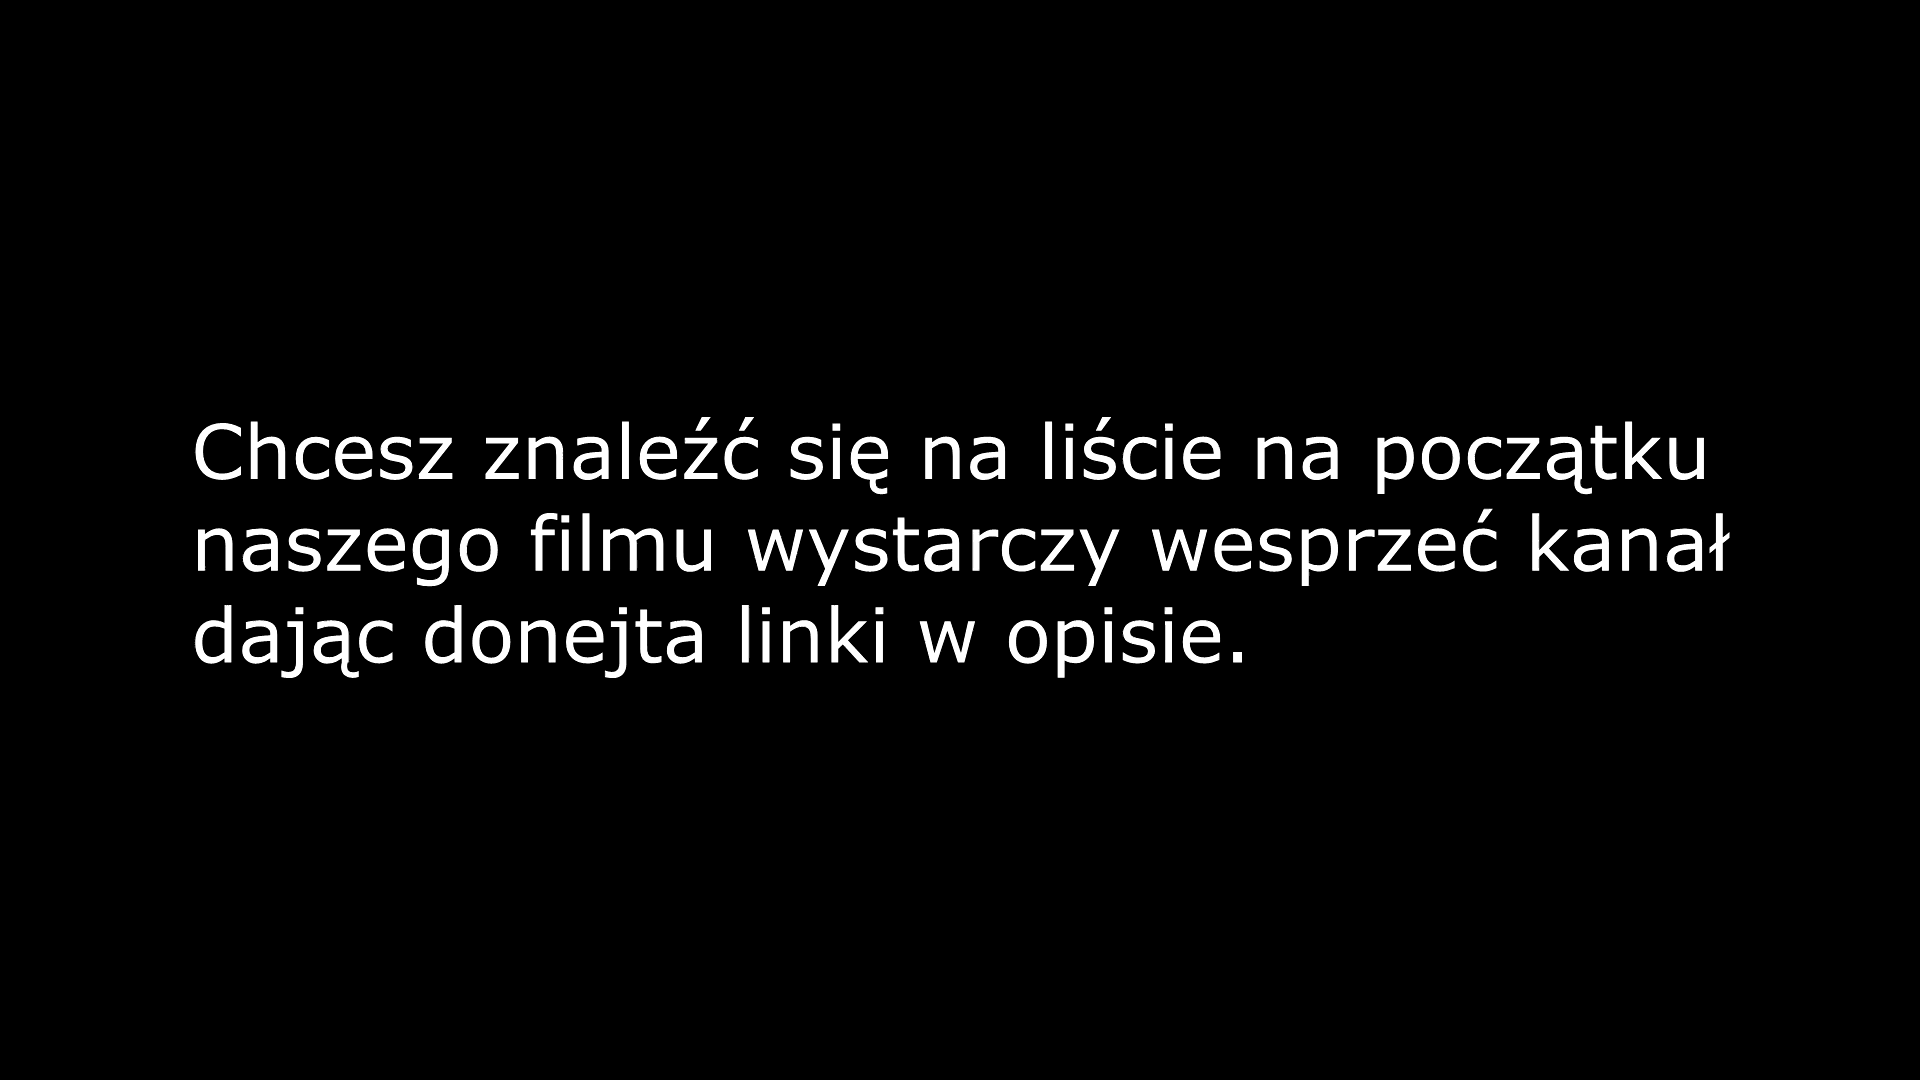 Chcesz znaleźć się na liście na początku
naszego filmu wystarczy wesprzeć kanał
dając donejta linki w opisie.